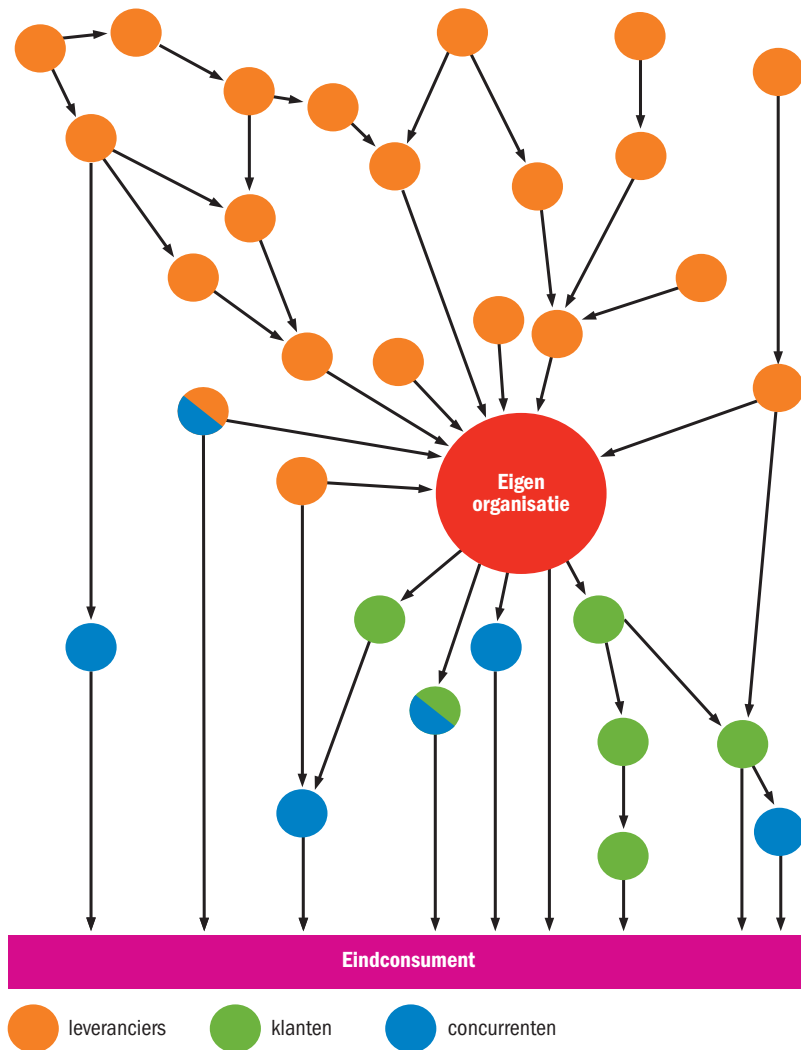 Eigen
organisatie
Eindconsument
leveranciers
klanten
concurrenten